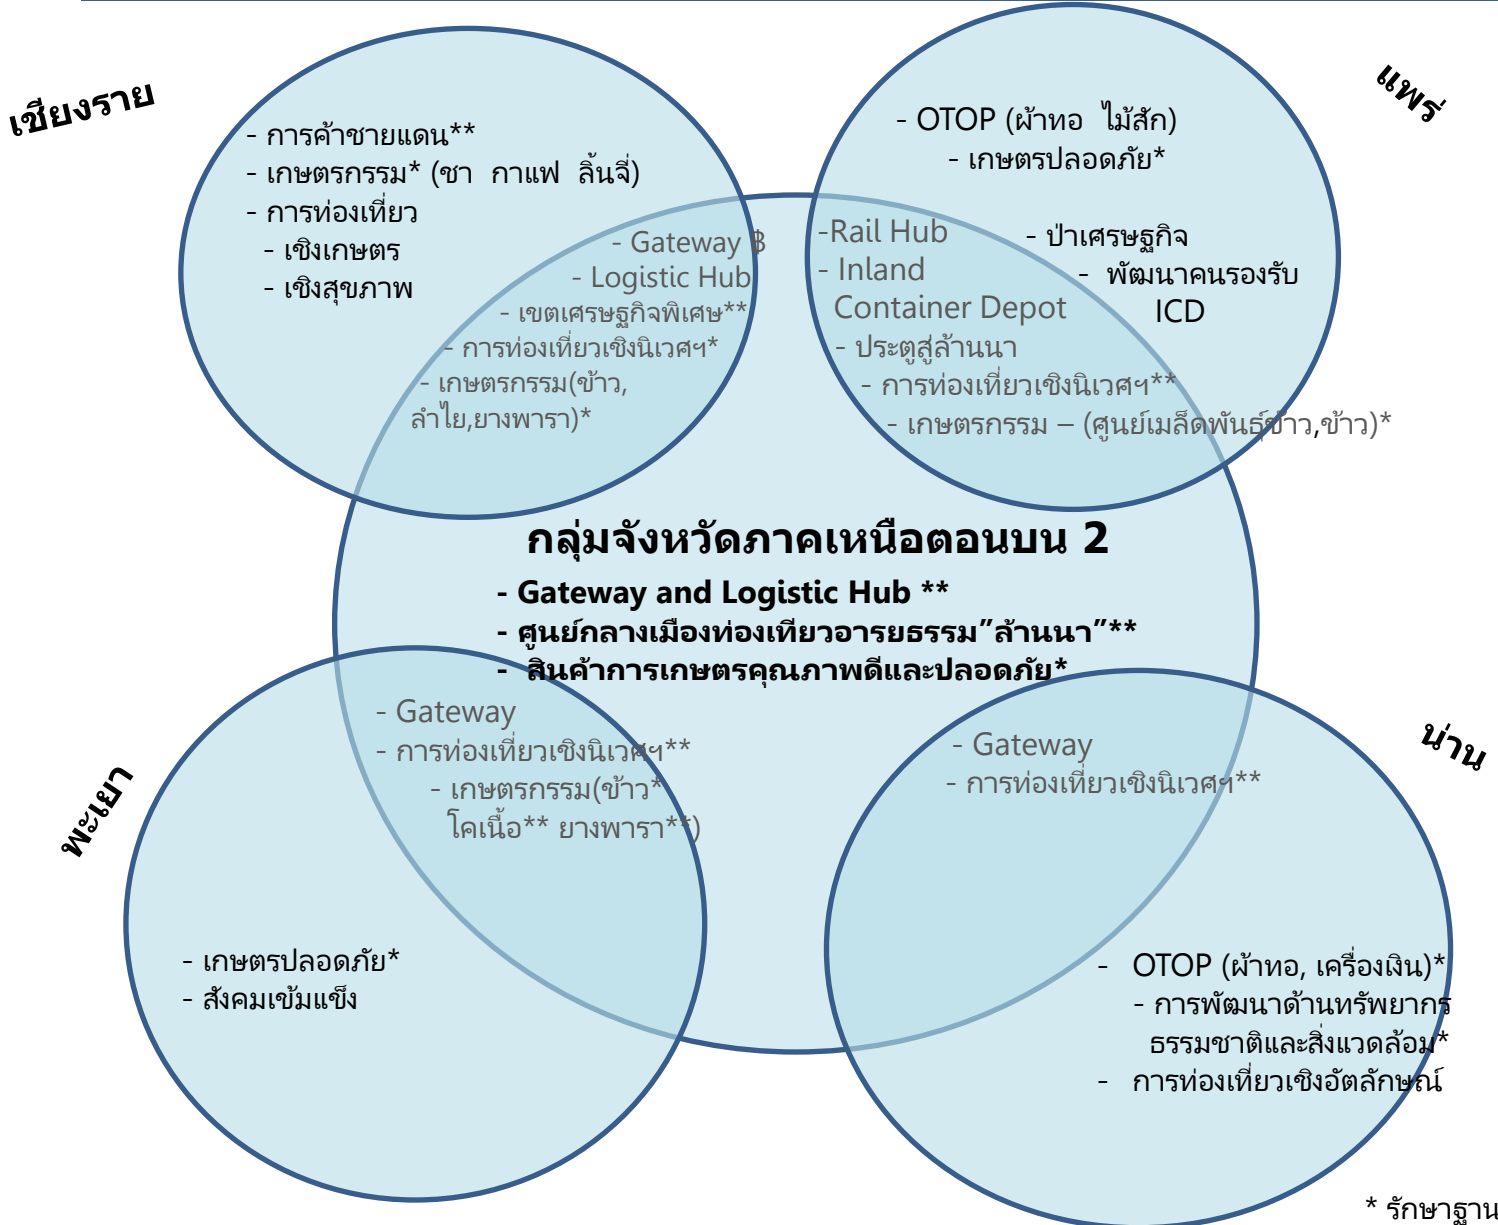 เชียงราย
- การค้าชายแดน**
- เกษตรกรรม* (ชา กาแฟ ลิ้นจี่)
- การท่องเที่ยว
- เชิงเกษตร
- เชิงสุขภาพ
- Gateway ฿
- Logistic Hub
- เขตเศรษฐกิจพิเศษ**
- การท่องเที่ยวเชิงนิเวศฯ*
- เกษตรกรรม(ข้าว,
ลำไย,ยางพารา)*
แพร่
- OTOP (ผ้าทอ ไม้สัก)
- เกษตรปลอดภัย*
- ป่าเศรษฐกิจ
- พัฒนาคนรองรับ
ICD
-Rail Hub
- Inland
Container Depot
- ประตูสู่ล้านนา
- การท่องเที่ยวเชิงนิเวศฯ**
- เกษตรกรรม – (ศูนย์เมล็ดพันธุ์ข้าว,ข้าว)*
กลุ่มจังหวัดภาคเหนือตอนบน 2
- Gateway and Logistic Hub **
- ศูนย์กลางเมืองท่องเทียวอารยธรรม”ล้านนา”**
- สินค้าการเกษตรคุณภาพดีและปลอดภัย*
พะเยา
- Gateway
- การท่องเที่ยวเชิงนิเวศฯ**
- เกษตรกรรม(ข้าว*
โคเนื้อ** ยางพารา**)
- เกษตรปลอดภัย*
- สังคมเข้มแข็ง
น่าน
- Gateway
- การท่องเที่ยวเชิงนิเวศฯ**
- OTOP (ผ้าทอ, เครื่องเงิน)*
- การพัฒนาด้านทรัพยากร
ธรรมชาติและสิ่งแวดล้อม*
- การท่องเที่ยวเชิงอัตลักษณ์
* รักษาฐาน